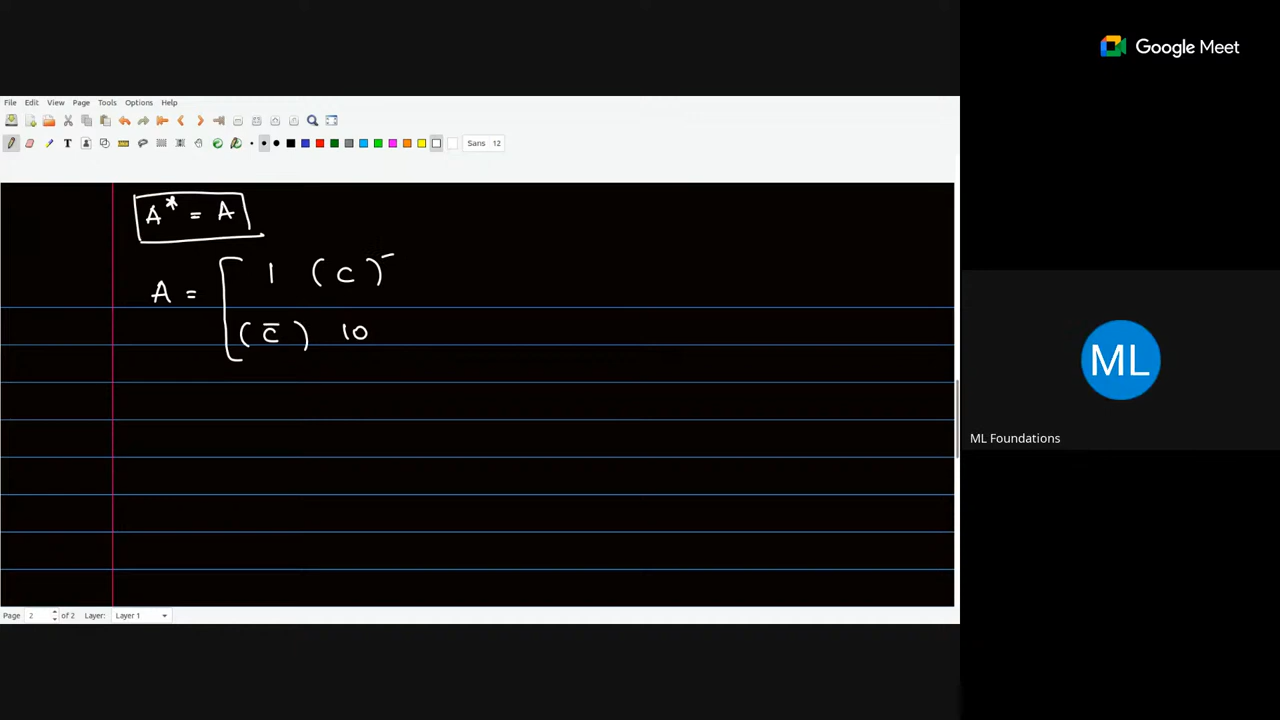 Google Meet
File Edit View Page Tools Options Help
Sans 12
A* = A
A = [ 1 ( c )‾
( c̄ ) 10
ML
ML Foundations
Page 2 of 2 Layer: Layer 1